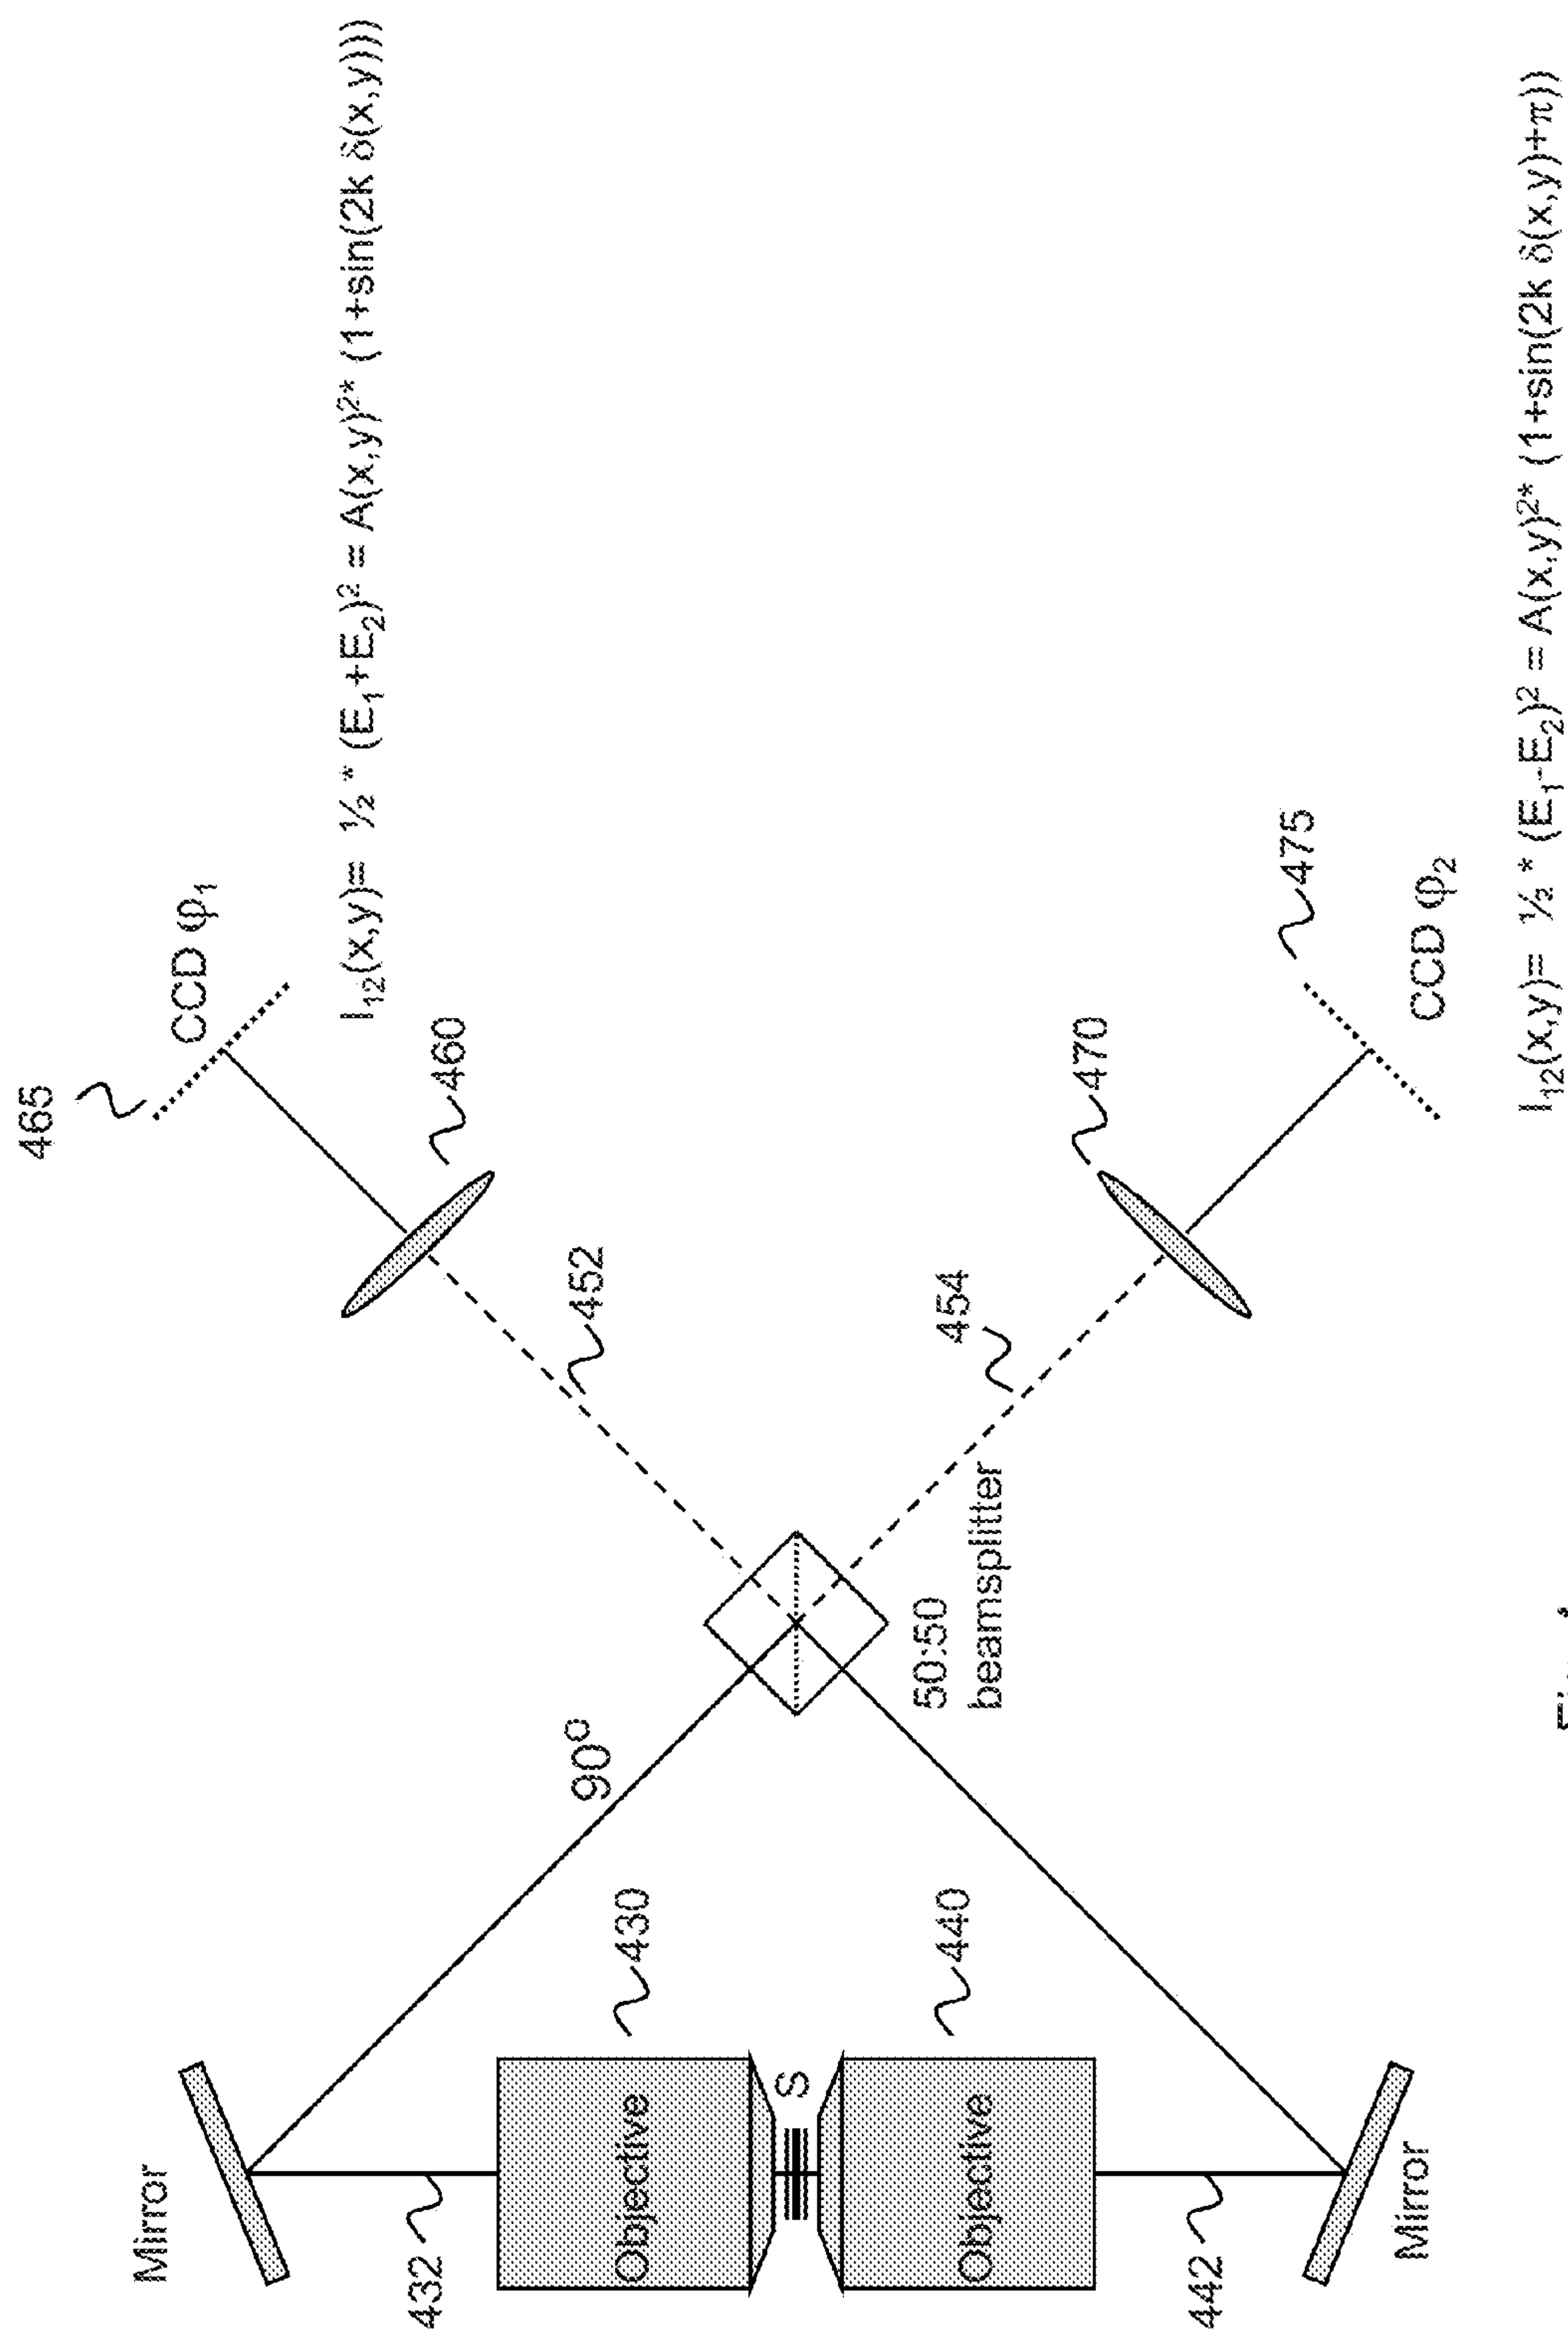 465
CCD φ₁
I₁₂(x,y)= ½ * (E₁+E₂)² = A(x,y)²* (1+sin(2k δ(x,y))))
460
452
90º
Mirror
432
Objective
430
S
50:50
beamsplitter
454
470
475
CCD φ₂
I₁₂(x,y)= ½ * (E₁-E₂)² = A(x,y)²* (1+sin(2k δ(x,y)+π))
Objective
440
442
Mirror